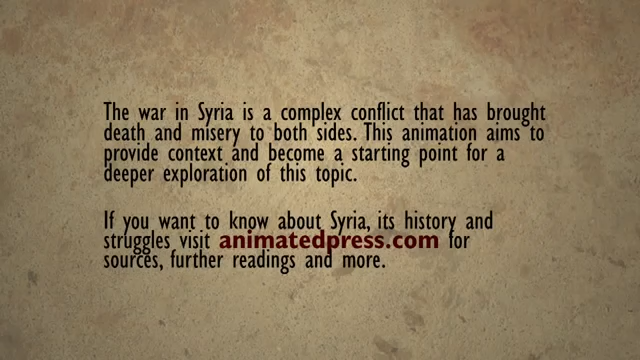 The war in Syria is a complex conflict that has brought
death and misery to both sides. This animation aims to
provide context and become a starting point for a
deeper exploration of this topic.
If you want to know about Syria, its history and
struggles visit animatedpress.com for
sources, further readings and more.